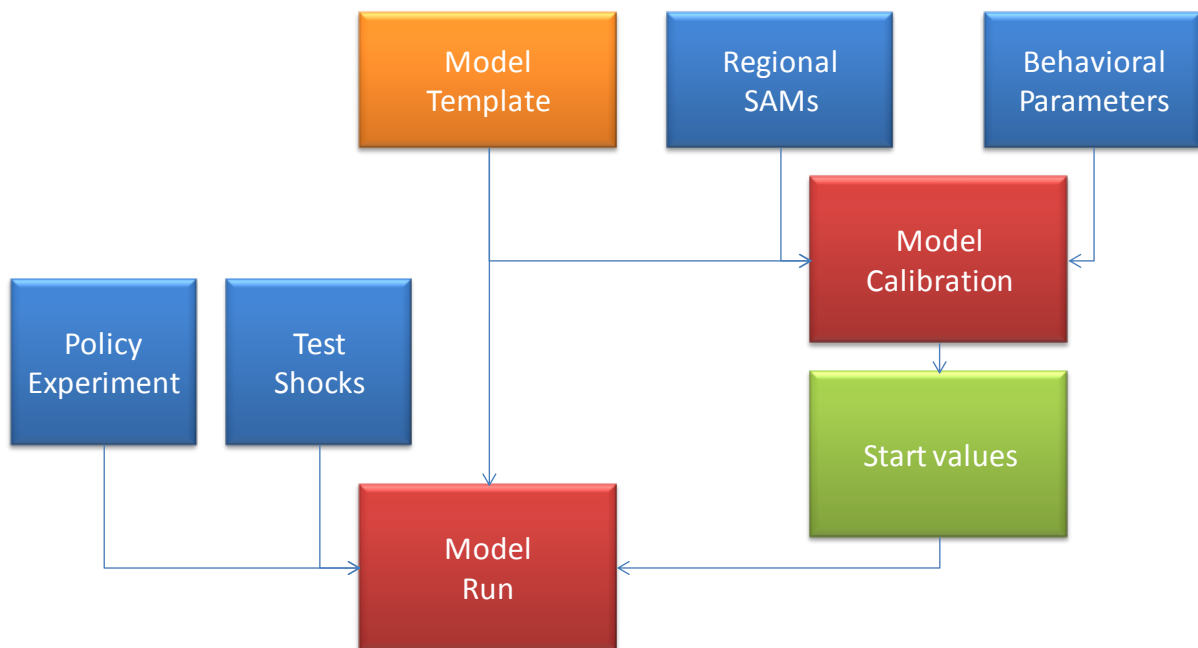 Model
Template
Regional
SAMs
Behavioral
Parameters
Model
Calibration
Policy
Experiment
Test
Shocks
Start values
Model
Run